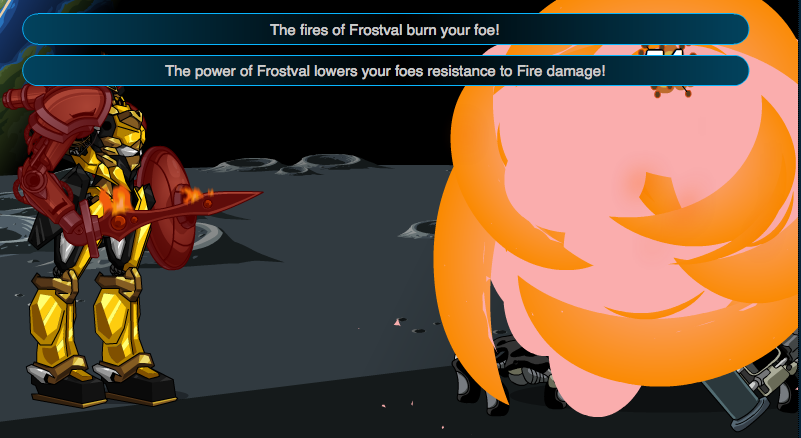 The fires of Frostval burn your foe!
The power of Frostval lowers your foes resistance to Fire damage!